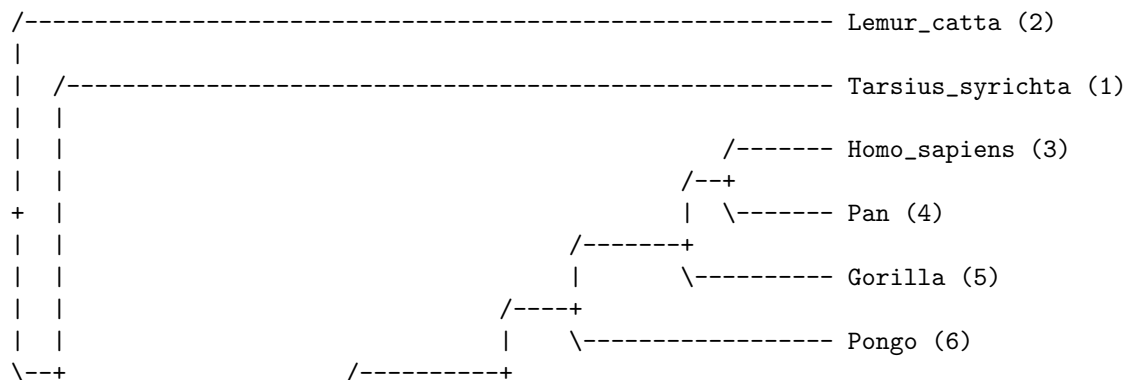 Lemur_catta (2)
Tarsius_syrichta (1)
Homo_sapiens (3)
Pan (4)
Gorilla (5)
Pongo (6)